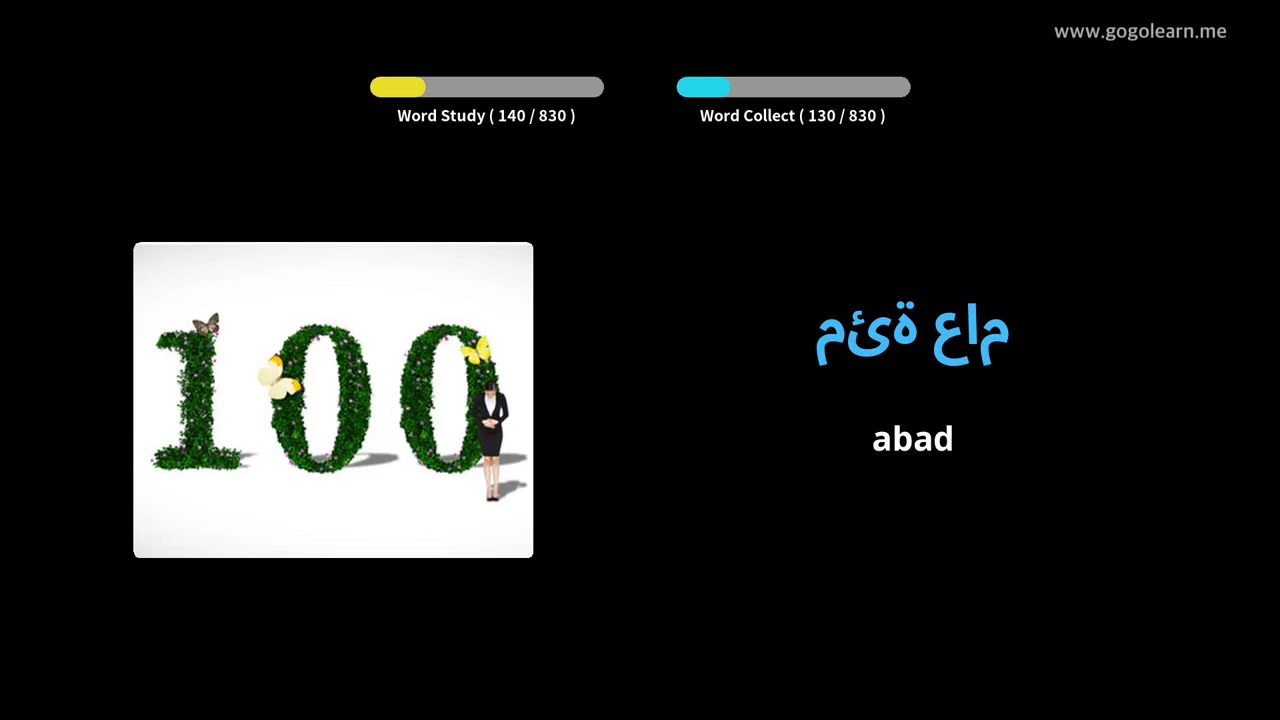 www.gogolearn.me
Word Study ( 140 / 830 )
Word Collect ( 130 / 830 )
100
مئة عام
abad